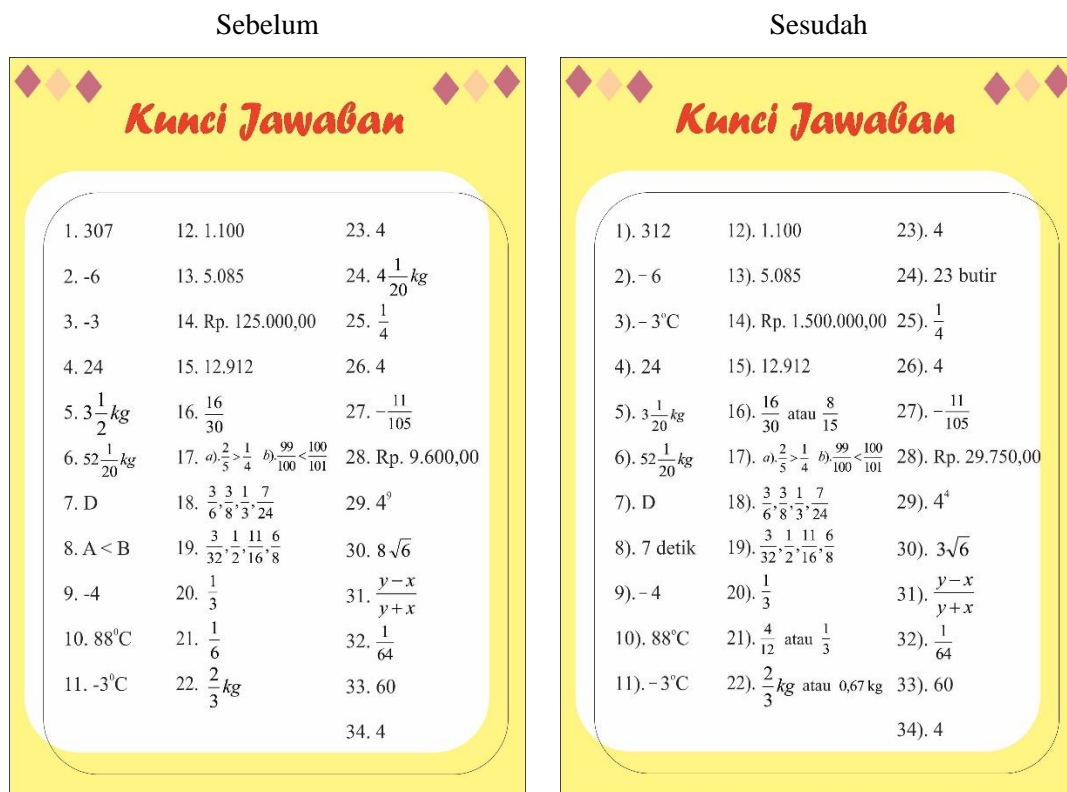 Sebelum
Kunci Jawaban
1. 307
2. -6
3. -3
4. 24
5. 3 1/2 kg
6. 52 1/20 kg
7. D
8. A < B
9. -4
10. 88⁰C
11. -3⁰C
12. 1.100
13. 5.085
14. Rp. 125.000,00
15. 12.912
16. 16/30
17. a). 2/5 > 1/4 b). 99/100 < 100/101
18. 3/6, 3/8, 1/3, 7/24
19. 3/32, 1/2, 11/16, 6/8
20. 1/3
21. 1/6
22. 2/3 kg
23. 4
24. 4 1/20 kg
25. 1/4
26. 4
27. -11/105
28. Rp. 9.600,00
29. 4⁹
30. 8√6
31. y-x/y+x
32. 1/64
33. 60
34. 4
Sesudah
Kunci Jawaban
1). 312
2). - 6
3). - 3°C
4). 24
5). 3 1/20 kg
6). 52 1/20 kg
7). D
8). 7 detik
9). - 4
10). 88°C
11). - 3°C
12). 1.100
13). 5.085
14). Rp. 1.500.000,00
15). 12.912
16). 16/30 atau 8/15
17). a). 2/5 > 1/4 b). 99/100 < 100/101
18). 3/6, 3/8, 1/3, 7/24
19). 3/32, 1/2, 11/16, 6/8
20). 1/3
21). 4/12 atau 1/3
22). 2/3 kg atau 0,67 kg
23). 4
24). 23 butir
25). 1/4
26). 4
27). -11/105
28). Rp. 29.750,00
29). 4⁴
30). 3√6
31). y-x/y+x
32). 1/64
33). 60
34). 4